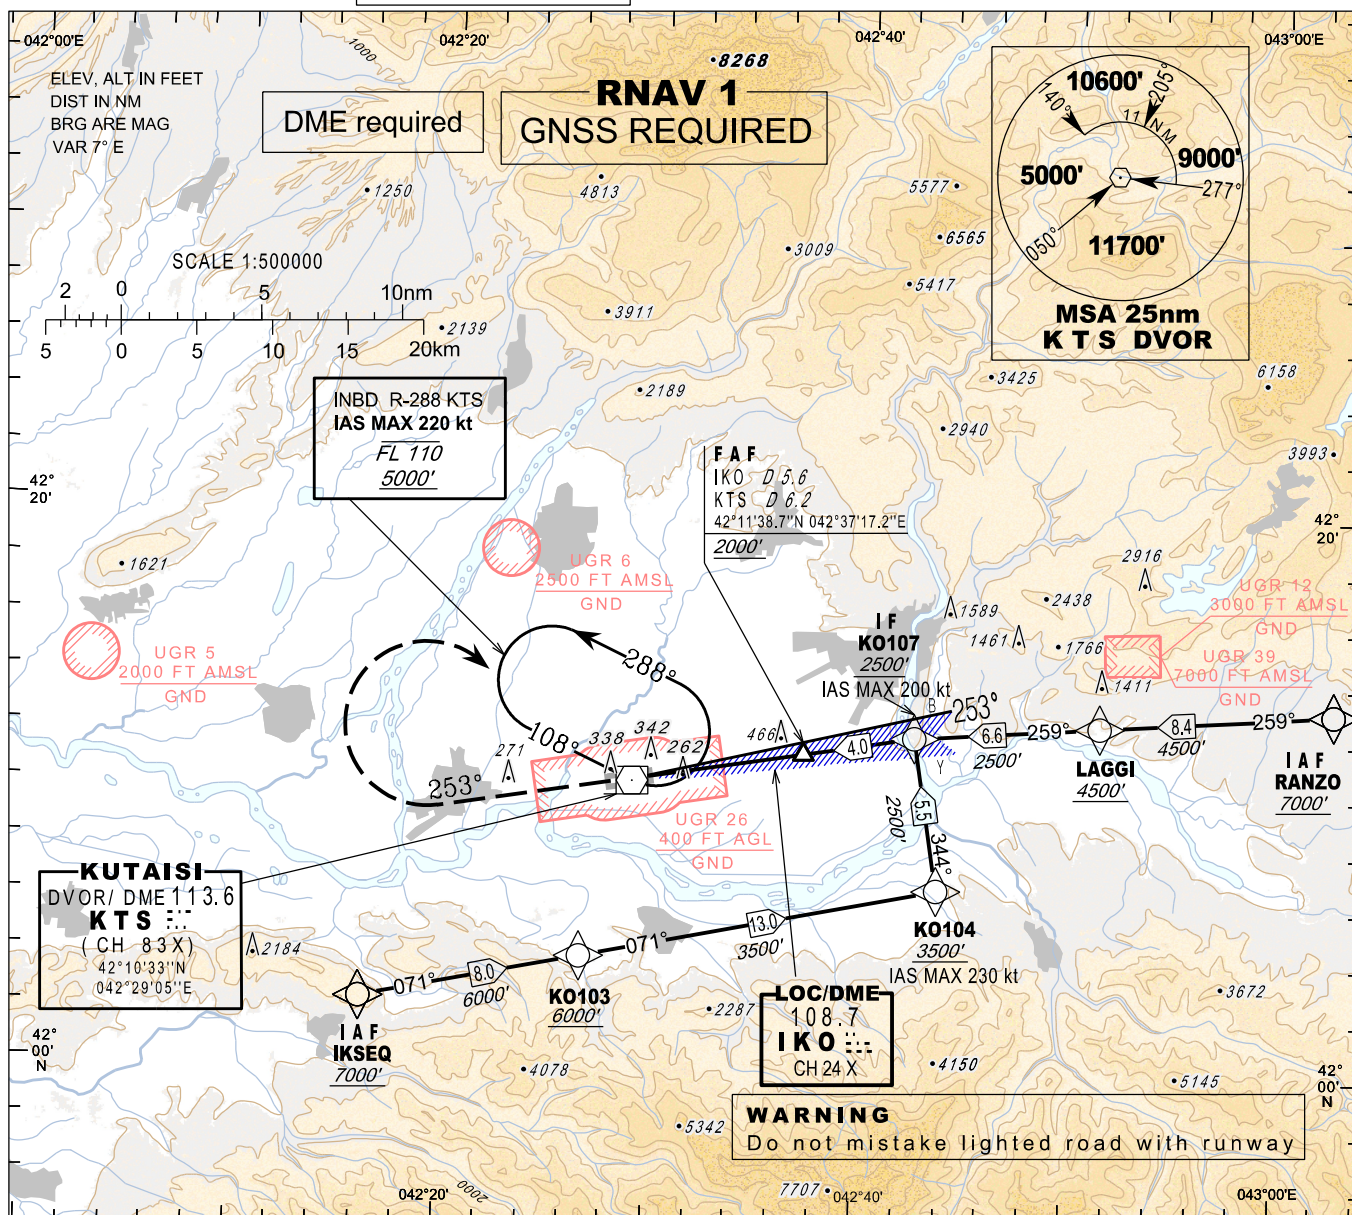 042°00'E
042°20'
042°40'
043°00'E
ELEV, ALT IN FEET
DIST IN NM
BRG ARE MAG
VAR 7° E
DME required
RNAV 1
GNSS REQUIRED
1000
8268
10600'
140°
205°
11 NM
9000'
5000'
277°
050°
11700'
MSA 25nm
KTS DVOR
1250
4813
5577
3009
6565
5417
3911
2139
2189
3425
6158
2940
3993
SCALE 1:500000
2 0 5 10nm
5 0 5 10 15 20km
INBD R-288 KTS
IAS MAX 220 kt
FL 110
5000'
FAF
IKO D 5.6
KTS D 6.2
42°11'38.7"N 042°37'17.2"E
2000'
42°
20'
42°
20'
1621
UGR 6
2500 FT AMSL
GND
UGR 5
2000 FT AMSL
GND
2916
UGR 12
3000 FT AMSL
GND
UGR 39
7000 FT AMSL
GND
1589
2438
1461
1766
1411
IF
KO107
2500'
IAS MAX 200 kt
288°
108°
338
342
262
466
271
253°
B
253°
Y
4.0
6.6
259°
2500'
8.4
259°
4500'
LAGGI
4500'
IAF
RANZO
7000'
UGR 26
400 FT AGL
GND
5.5
2500'
344°
KUTAISI
DVOR/ DME 113.6
KTS
(CH 83X)
42°10'33"N
042°29'05"E
2184
071°
8.0
6000'
KO103
6000'
071°
13.0
3500'
KO104
3500'
IAS MAX 230 kt
IAF
IKSEQ
7000'
2287
LOC/DME
108.7
IKO
CH 24 X
3672
42°
00'
N
4078
4150
5145
42°
00'
N
5342
WARNING
Do not mistake lighted road with runway
2000
7707
042°20'
042°40'
043°00'E